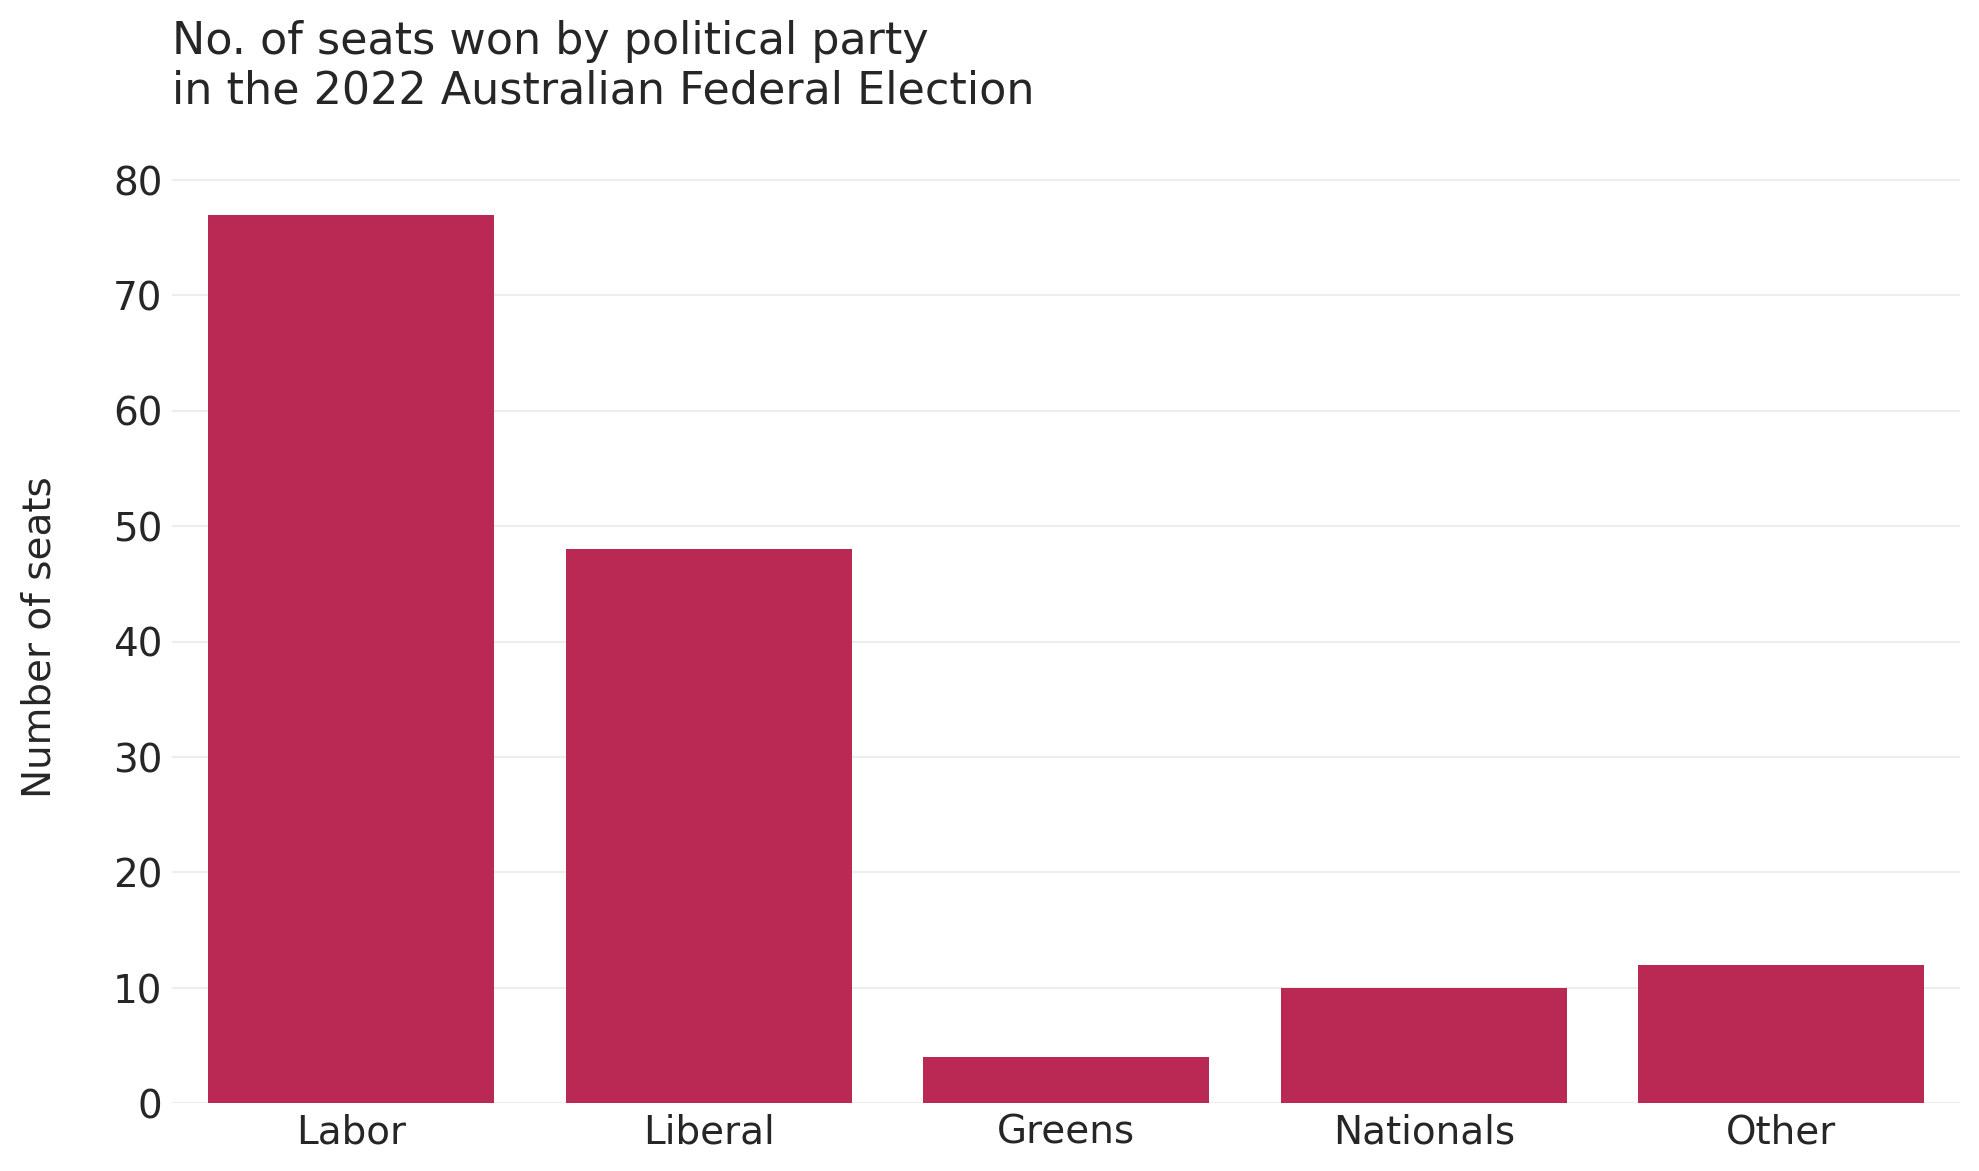 No. of seats won by political party
in the 2022 Australian Federal Election
80
70
60
50
40
30
20
10
0
Number of seats
Labor
Liberal
Greens
Nationals
Other